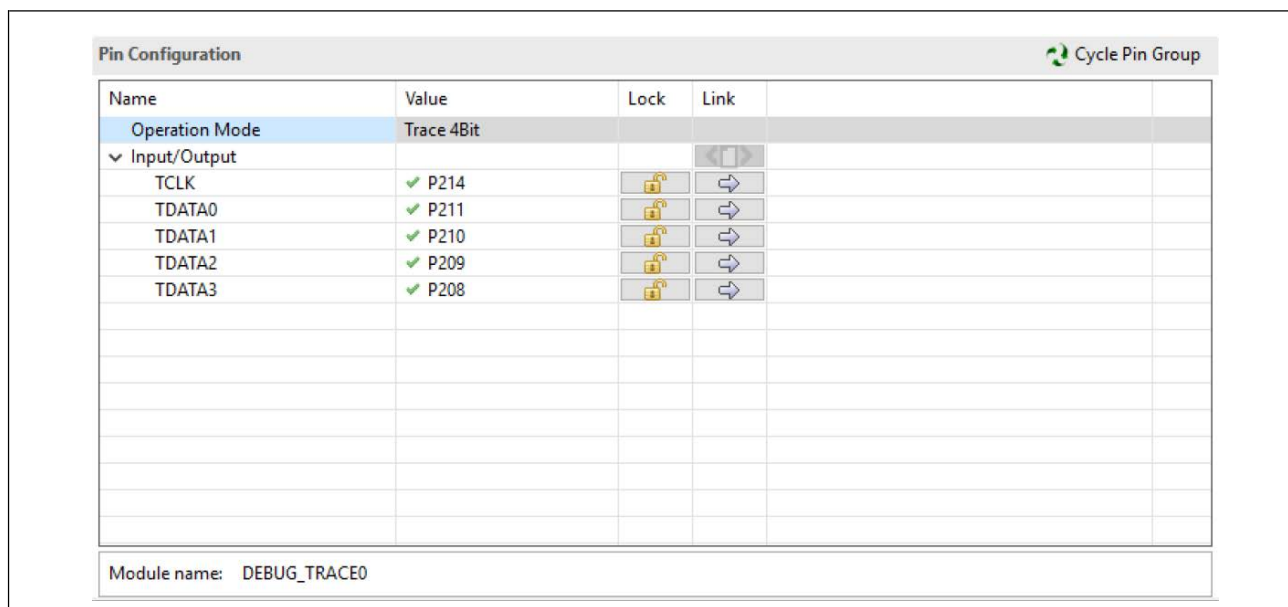 Pin Configuration Cycle Pin Group
Name Value Lock Link
Operation Mode Trace 4Bit
Input/Output
TCLK P214
TDATA0 P211
TDATA1 P210
TDATA2 P209
TDATA3 P208
Module name: DEBUG_TRACE0